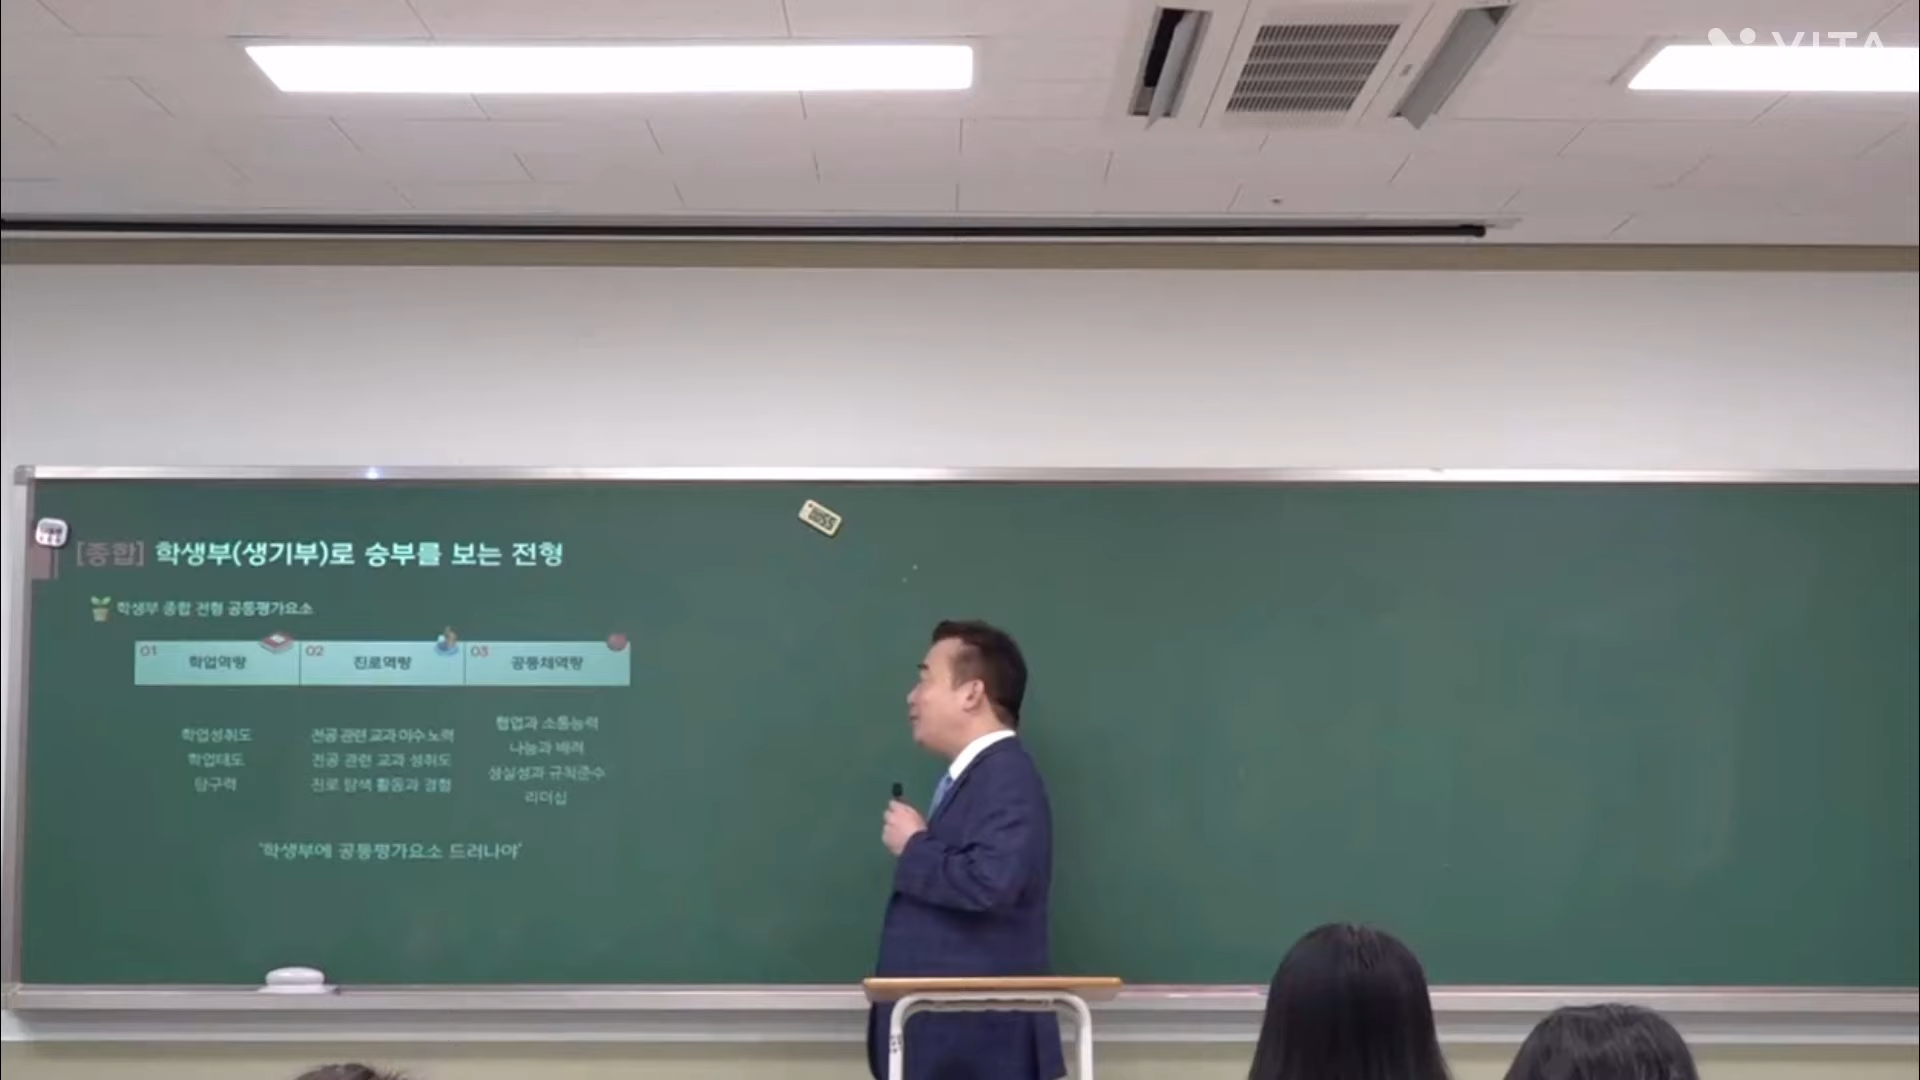 VITA
[종합] 학생부(생기부)로 승부를 보는 전형
학생부 종합 전형 공통평가요소
01 학업역량
02 진로역량
03 공동체역량
학업성취도
학업태도
탐구력
전공 관련 교과 이수 노력
전공 관련 교과 성취도
진로 탐색 활동과 경험
협업과 소통능력
나눔과 배려
성실성과 규칙준수
리더십
'학생부에 공통평가요소 드러나야'